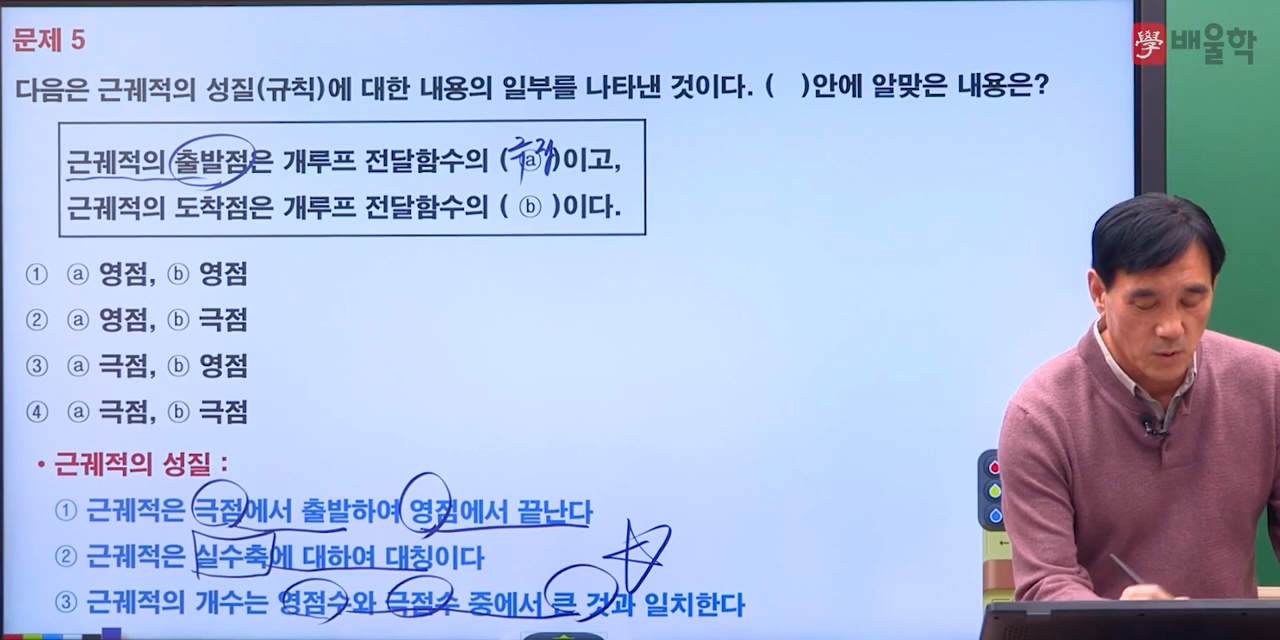 學 배울학
문제 5
다음은 근궤적의 성질(규칙)에 대한 내용의 일부를 나타낸 것이다. (   )안에 알맞은 내용은?
근궤적의 출발점은 개루프 전달함수의 (극점 ⓐ)이고,
근궤적의 도착점은 개루프 전달함수의 ( ⓑ )이다.
① ⓐ 영점, ⓑ 영점
② ⓐ 영점, ⓑ 극점
③ ⓐ 극점, ⓑ 영점
④ ⓐ 극점, ⓑ 극점
• 근궤적의 성질 :
① 근궤적은 극점에서 출발하여 영점에서 끝난다
② 근궤적은 실수축에 대하여 대칭이다
③ 근궤적의 개수는 영점수와 극점수 중에서 큰 것과 일치한다